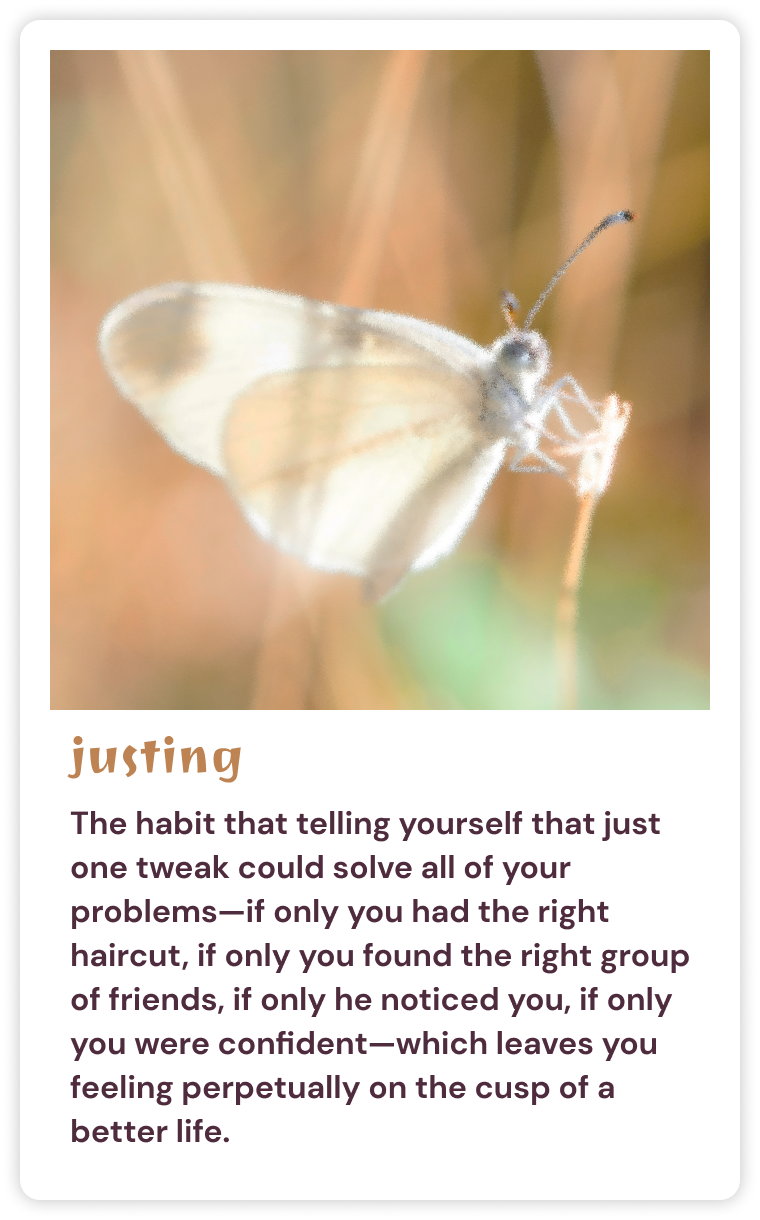 justing
The habit that telling yourself that just
one tweak could solve all of your
problems—if only you had the right
haircut, if only you found the right group
of friends, if only he noticed you, if only
you were confident—which leaves you
feeling perpetually on the cusp of a
better life.